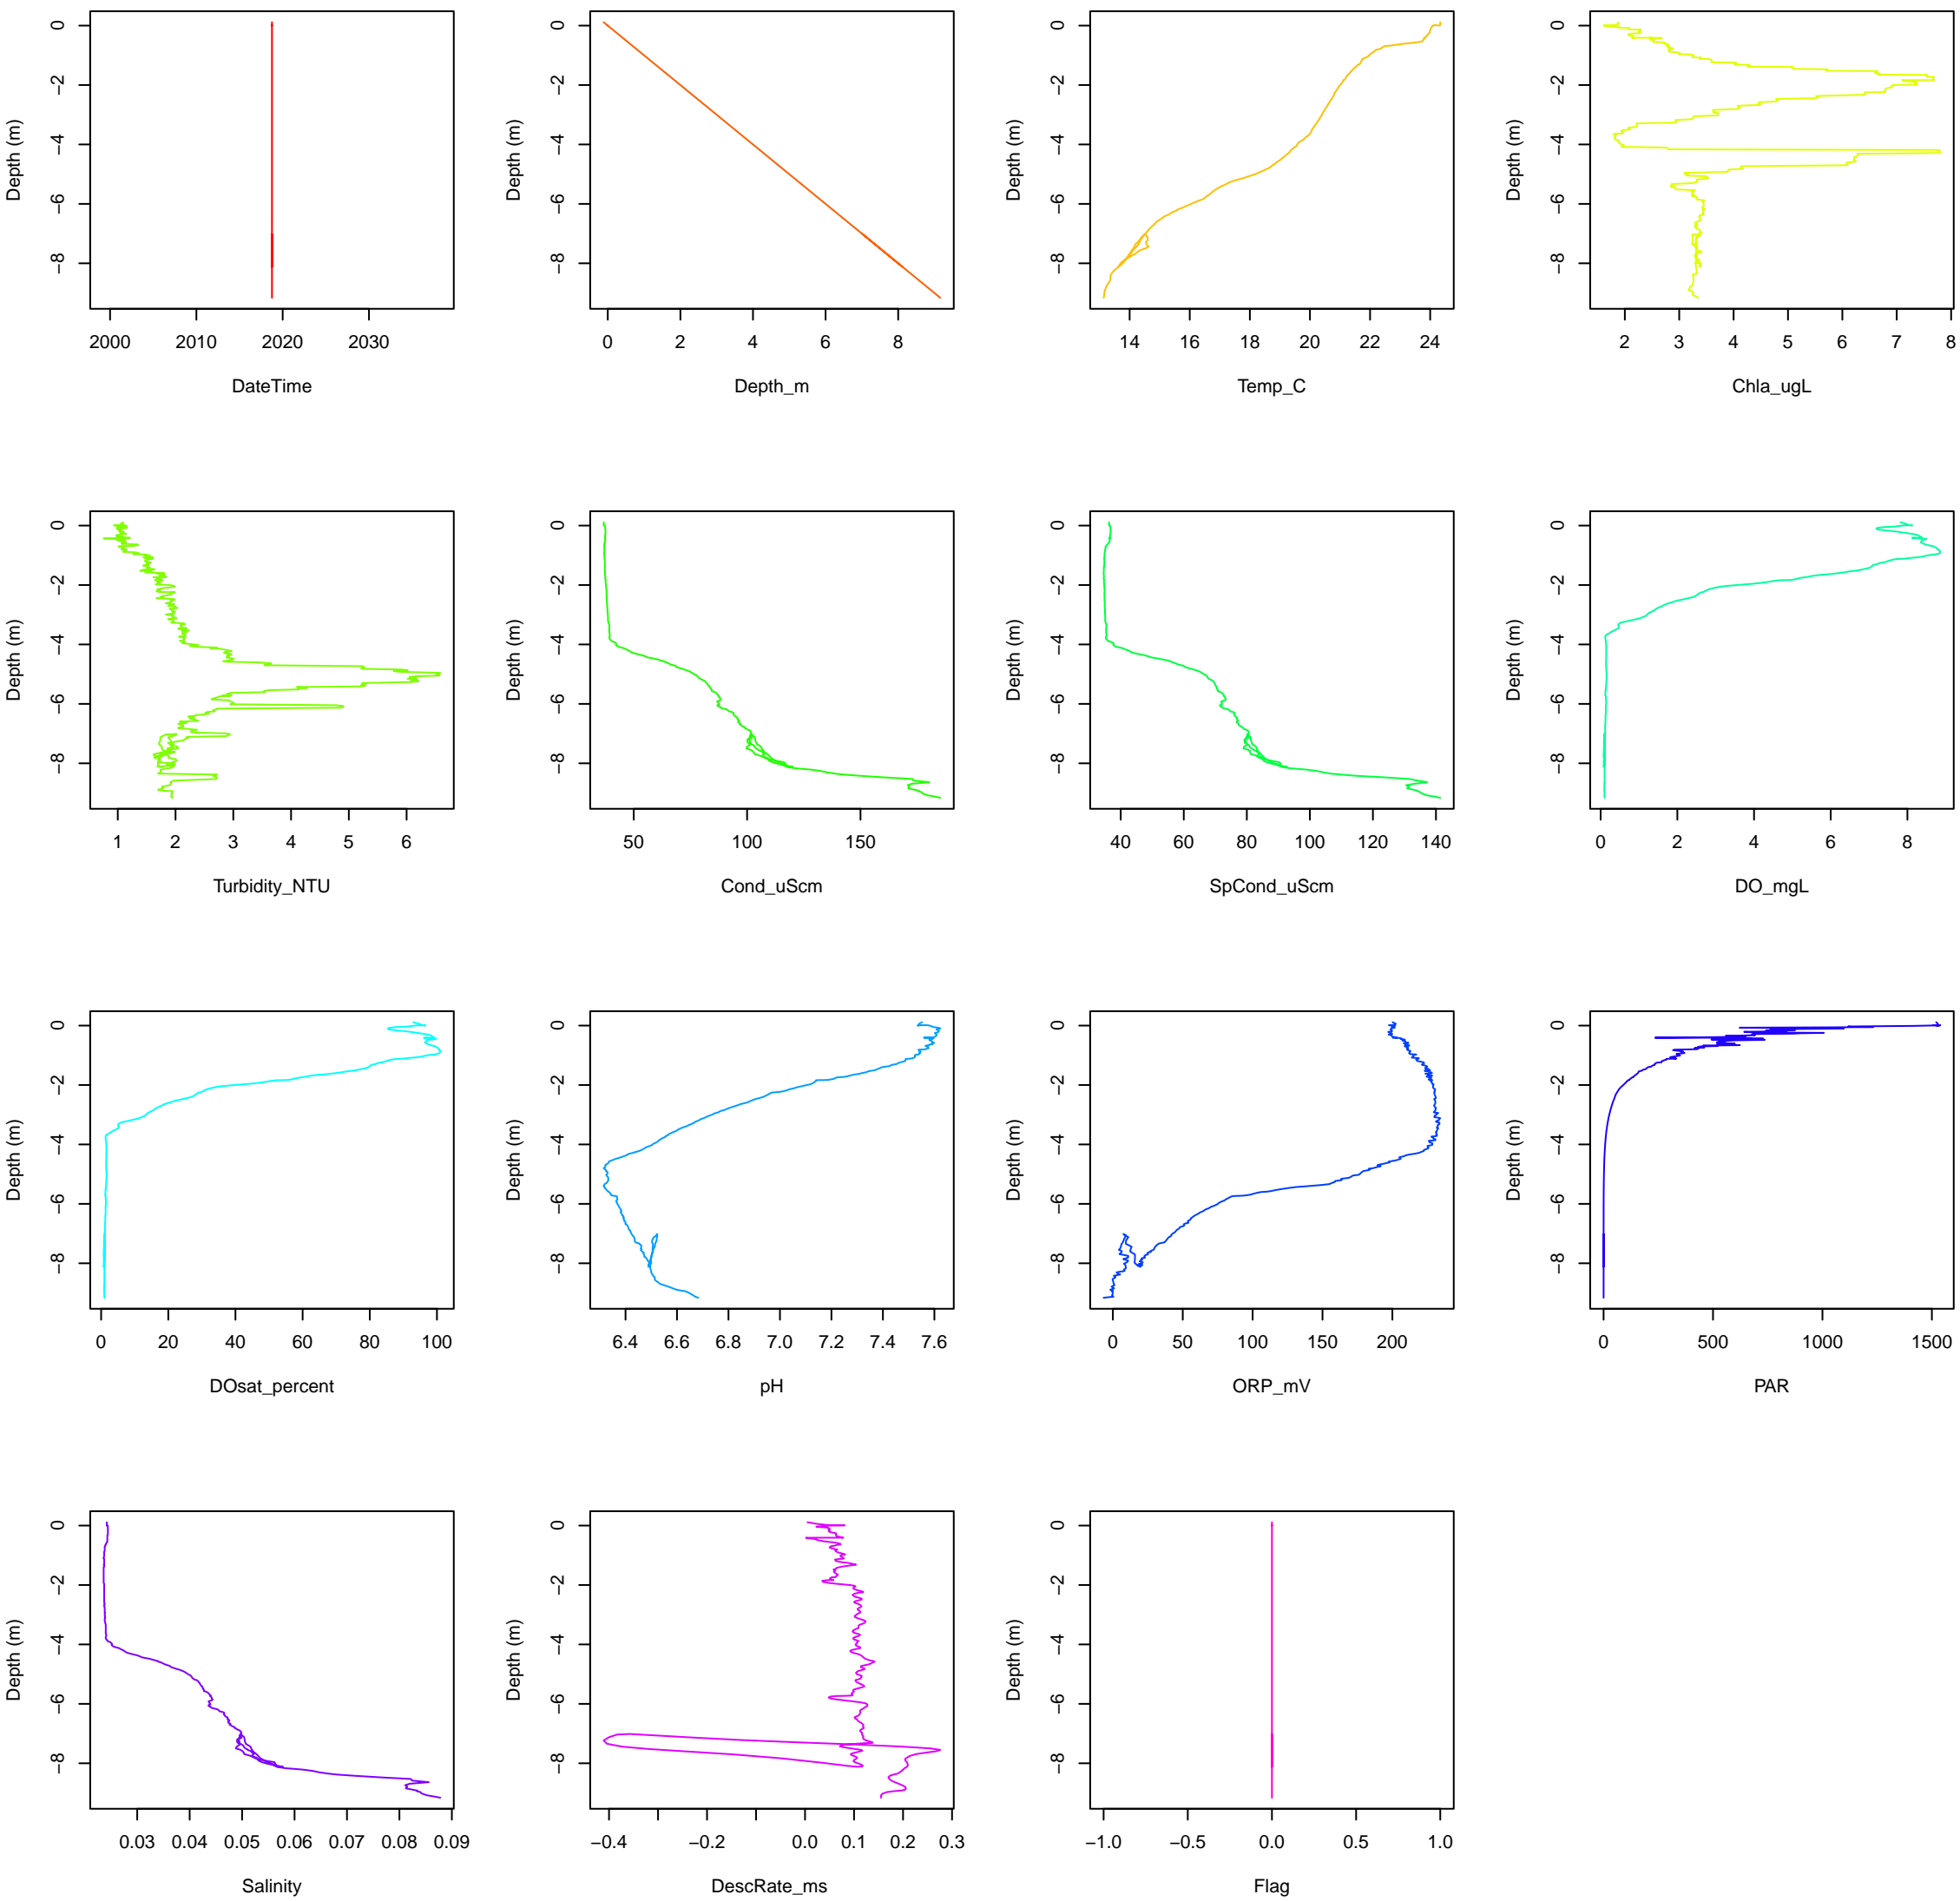 0 0 0 0
−2 −2 −2 −2
Depth (m) Depth (m) Depth (m) Depth (m)
−4 −4 −4 −4
−6 −6 −6 −6
−8 −8 −8 −8
2000 2010 2020 2030 0 2 4 6 8 14 16 18 20 22 24 2 3 4 5 6 7 8
DateTime Depth_m Temp_C Chla_ugL
0 0 0 0
−2 −2 −2 −2
Depth (m) Depth (m) Depth (m) Depth (m)
−4 −4 −4 −4
−6 −6 −6 −6
−8 −8 −8 −8
1 2 3 4 5 6 50 100 150 40 60 80 100 120 140 0 2 4 6 8
Turbidity_NTU Cond_uScm SpCond_uScm DO_mgL
0 0 0 0
−2 −2 −2 −2
Depth (m) Depth (m) Depth (m) Depth (m)
−4 −4 −4 −4
−6 −6 −6 −6
−8 −8 −8 −8
0 20 40 60 80 100 6.4 6.6 6.8 7.0 7.2 7.4 7.6 0 50 100 150 200 0 500 1000 1500
DOsat_percent pH ORP_mV PAR
0 0 0
−2 −2 −2
Depth (m) Depth (m) Depth (m)
−4 −4 −4
−6 −6 −6
−8 −8 −8
0.03 0.04 0.05 0.06 0.07 0.08 0.09 −0.4 −0.2 0.0 0.1 0.2 0.3 −1.0 −0.5 0.0 0.5 1.0
Salinity DescRate_ms Flag